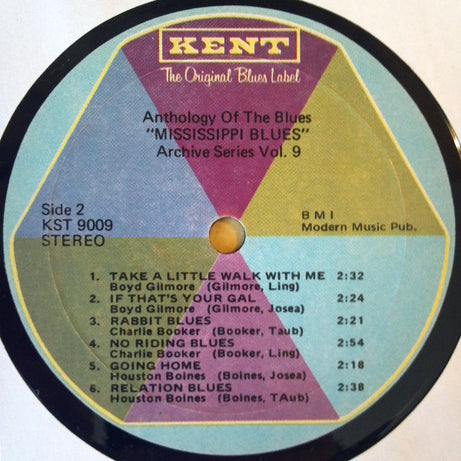 KENT
The Original Blues Label
Anthology Of The Blues
"MISSISSIPPI BLUES"
Archive Series Vol. 9
Side 2
KST 9009
STEREO
B M I
Modern Music Pub.
1. TAKE A LITTLE WALK WITH ME 2:32
Boyd Gilmore (Gilmore, Ling)
2. IF THAT'S YOUR GAL 2:24
Boyd Gilmore (Gilmore, Josea)
3. RABBIT BLUES 2:21
Charlie Booker (Booker, Taub)
4. NO RIDING BLUES 2:54
Charlie Booker (Booker, Ling)
5. GOING HOME 2:18
Houston Boines (Boines, Josea)
6. RELATION BLUES 2:38
Houston Boines (Boines, TAub)